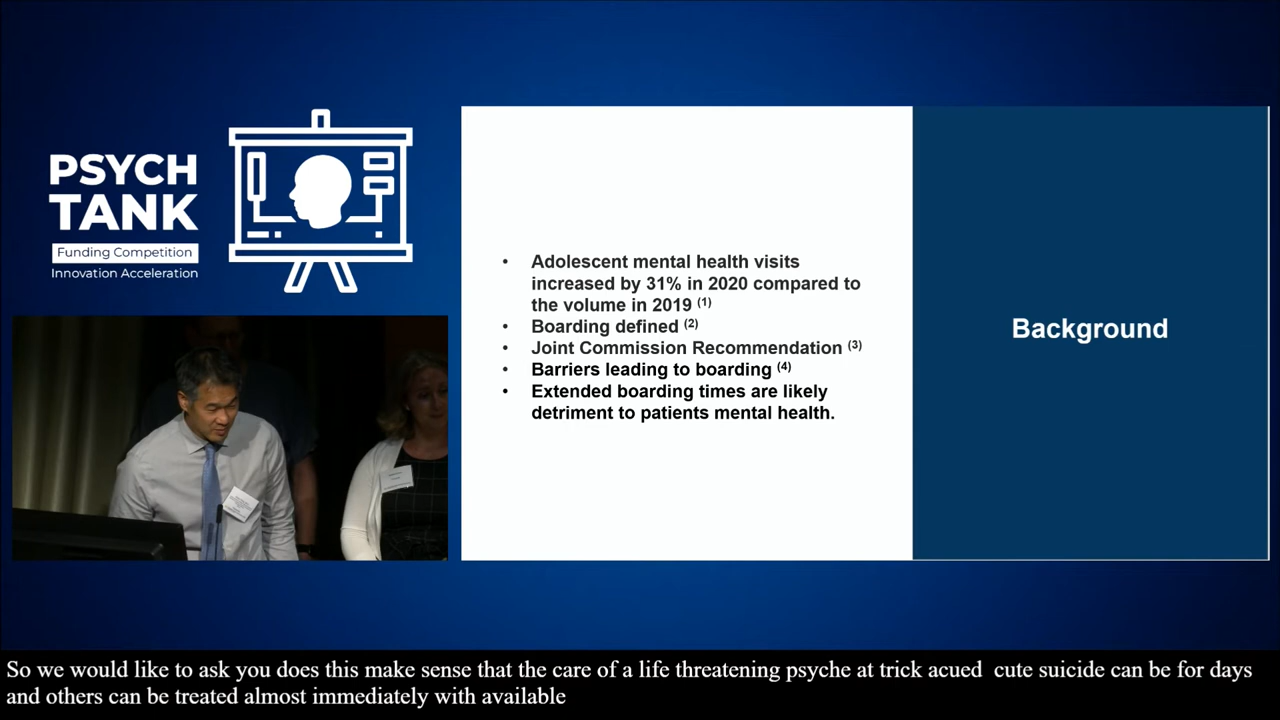 PSYCH
TANK
Funding Competition
Innovation Acceleration
• Adolescent mental health visits
increased by 31% in 2020 compared to
the volume in 2019 (1)
• Boarding defined (2)
• Joint Commission Recommendation (3)
• Barriers leading to boarding (4)
• Extended boarding times are likely
detriment to patients mental health.
Background
So we would like to ask you does this make sense that the care of a life threatening psyche at trick acued cute suicide can be for days
and others can be treated almost immediately with available